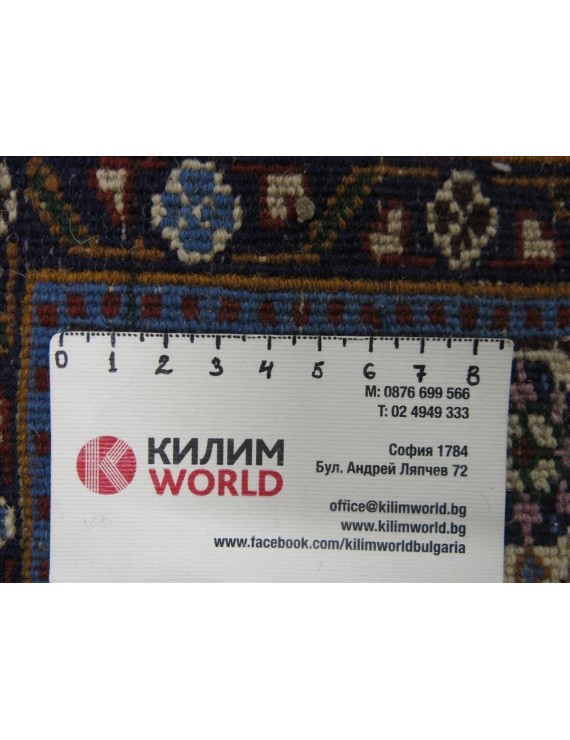 0 1 2 3 4 5 6 7 8
М: 0876 699 566
Т: 02 4949 333
КИЛИМ
WORLD
София 1784
Бул. Андрей Ляпчев 72
office@kilimworld.bg
www.kilimworld.bg
www.facebook.com/kilimworldbulgaria